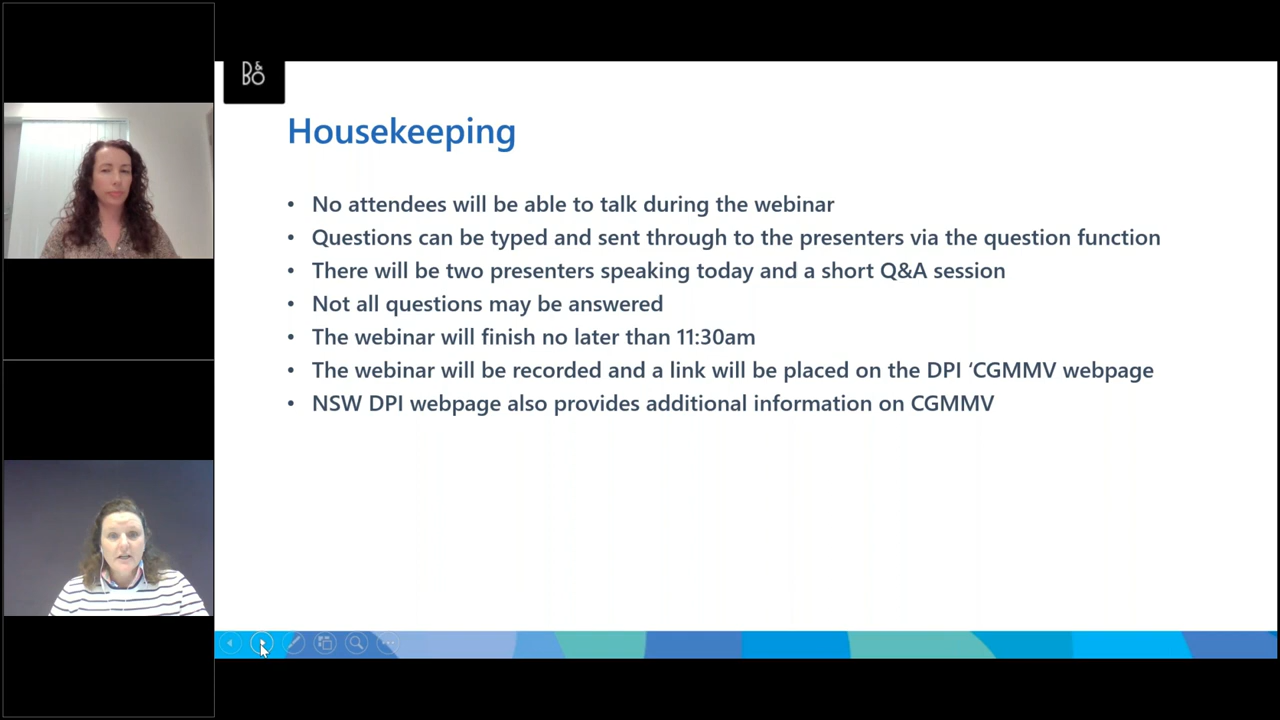 B&
BO
Housekeeping
• No attendees will be able to talk during the webinar
• Questions can be typed and sent through to the presenters via the question function
• There will be two presenters speaking today and a short Q&A session
• Not all questions may be answered
• The webinar will finish no later than 11:30am
• The webinar will be recorded and a link will be placed on the DPI ‘CGMMV webpage
• NSW DPI webpage also provides additional information on CGMMV